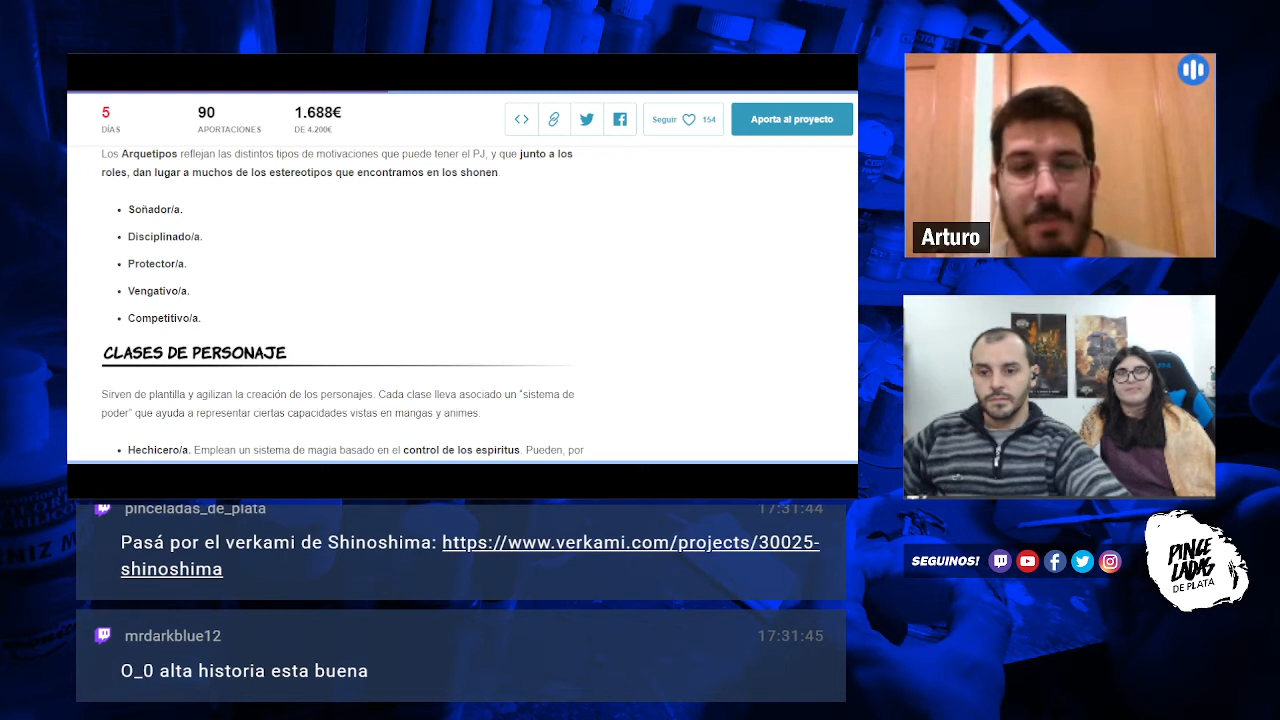 5
DÍAS
90
APORTACIONES
1.688€
DE 4.200€
Seguir
154
Aporta al proyecto
Los Arquetipos reflejan las distintos tipos de motivaciones que puede tener el PJ, y que junto a los
roles, dan lugar a muchos de los estereotipos que encontramos en los shonen.
• Soñador/a.
• Disciplinado/a.
• Protector/a.
• Vengativo/a.
• Competitivo/a.
CLASES DE PERSONAJE
Sirven de plantilla y agilizan la creación de los personajes. Cada clase lleva asociado un "sistema de
poder" que ayuda a representar ciertas capacidades vistas en mangas y animes.
• Hechicero/a. Emplean un sistema de magia basado en el control de los espiritus. Pueden, por
Arturo
pinceladas_de_plata
17:31:44
Pasá por el verkami de Shinoshima: https://www.verkami.com/projects/30025-
shinoshima
mrdarkblue12
17:31:45
O_0 alta historia esta buena
SEGUINOS!
PINCE
LADAS
DE PLATA